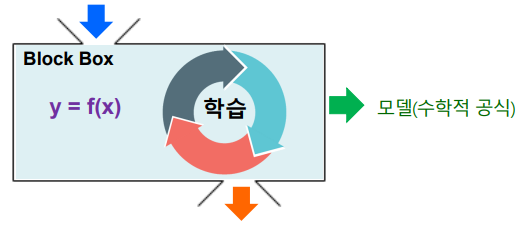 Block Box
y = f(x)
학습
모델(수학적 공식)